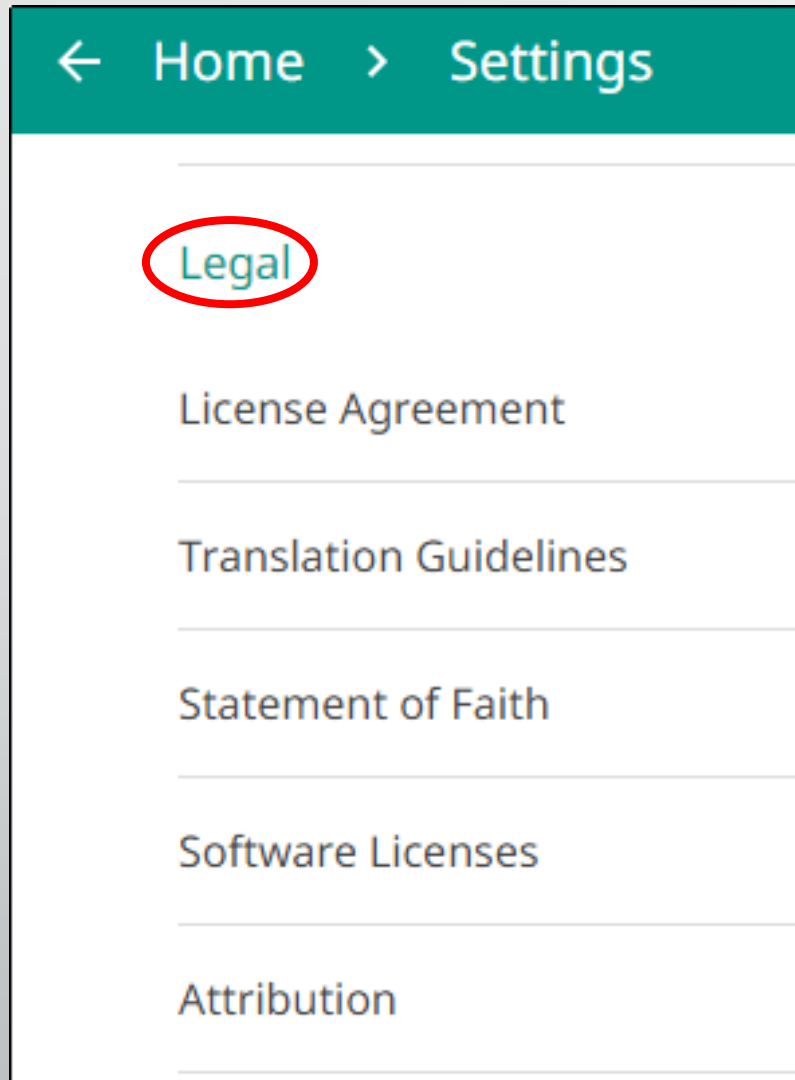 ← Home > Settings
Legal
License Agreement
Translation Guidelines
Statement of Faith
Software Licenses
Attribution